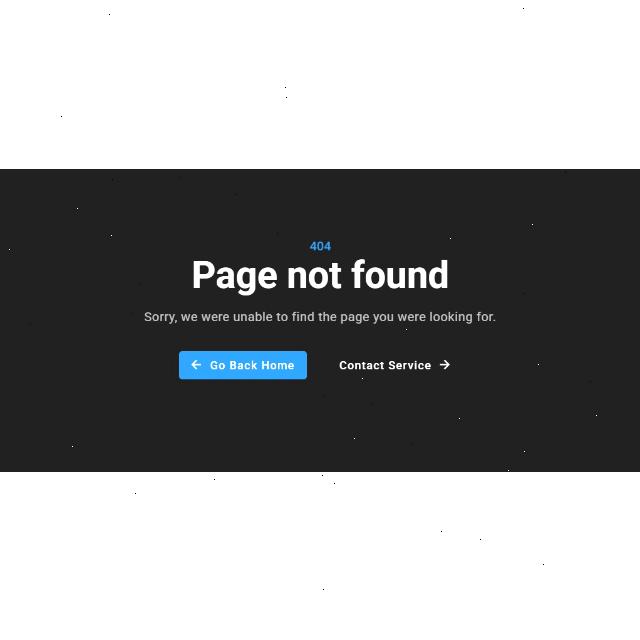 404
Page not found
Sorry, we were unable to find the page you were looking for.
Go Back Home
Contact Service